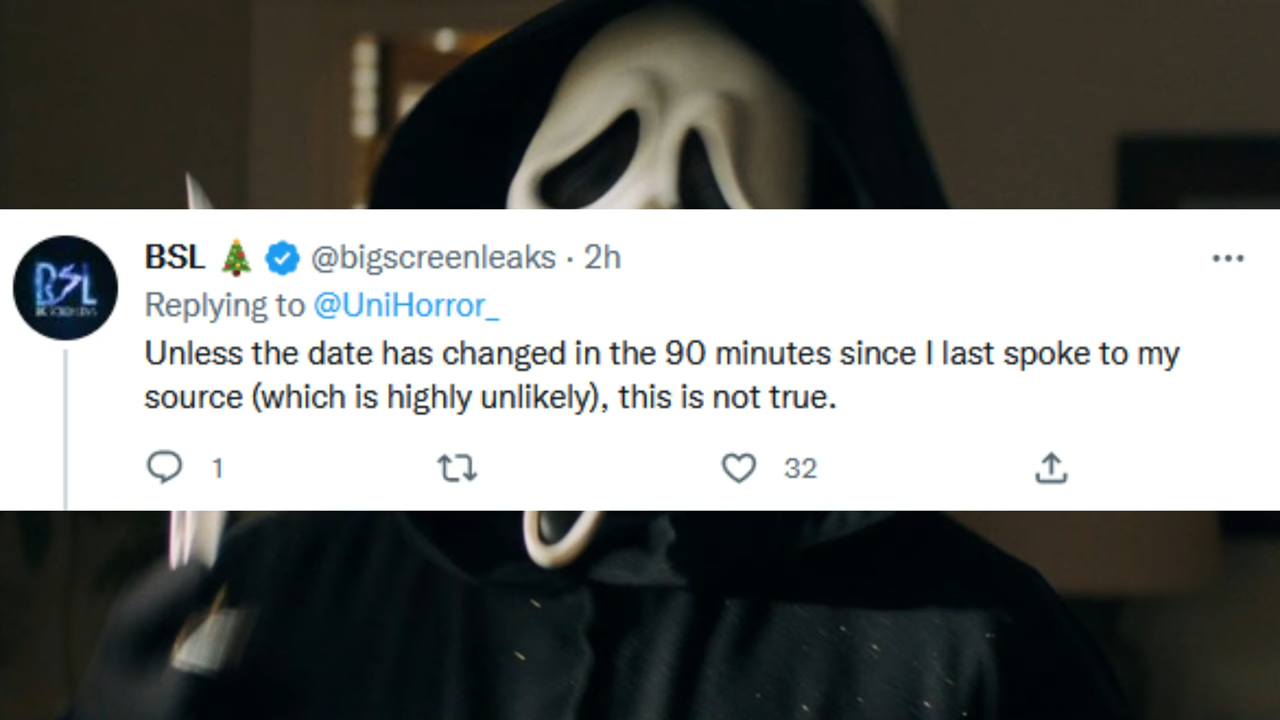 BSL 🎄 @bigscreenleaks · 2h
Replying to @UniHorror_
Unless the date has changed in the 90 minutes since I last spoke to my
source (which is highly unlikely), this is not true.
1 32
BSL